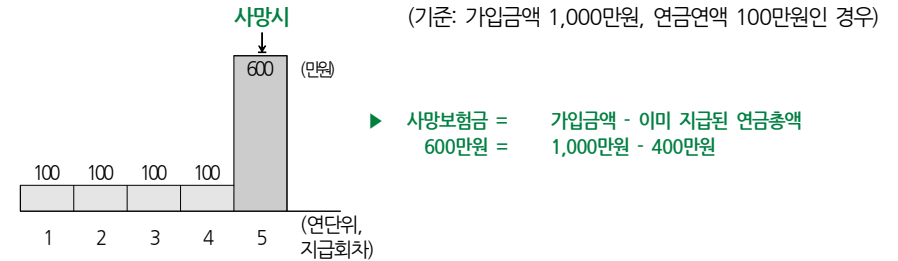 사망시
(기준: 가입금액 1,000만원, 연금연액 100만원인 경우)
600 (만원)
▶ 사망보험금 = 가입금액 - 이미 지급된 연금총액
600만원 = 1,000만원 - 400만원
100 100 100 100
1 2 3 4 5
(연단위,
지급회차)